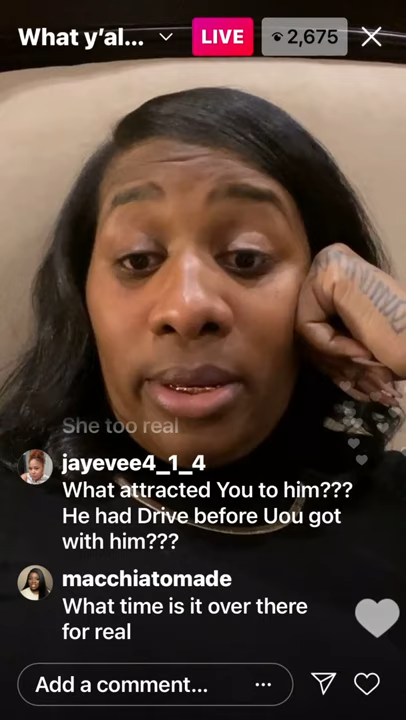 What y'al...
LIVE
2,675
She too real
jayevee4_1_4
What attracted You to him???
He had Drive before Uou got
with him???
macchiatomade
What time is it over there
for real
Add a comment...